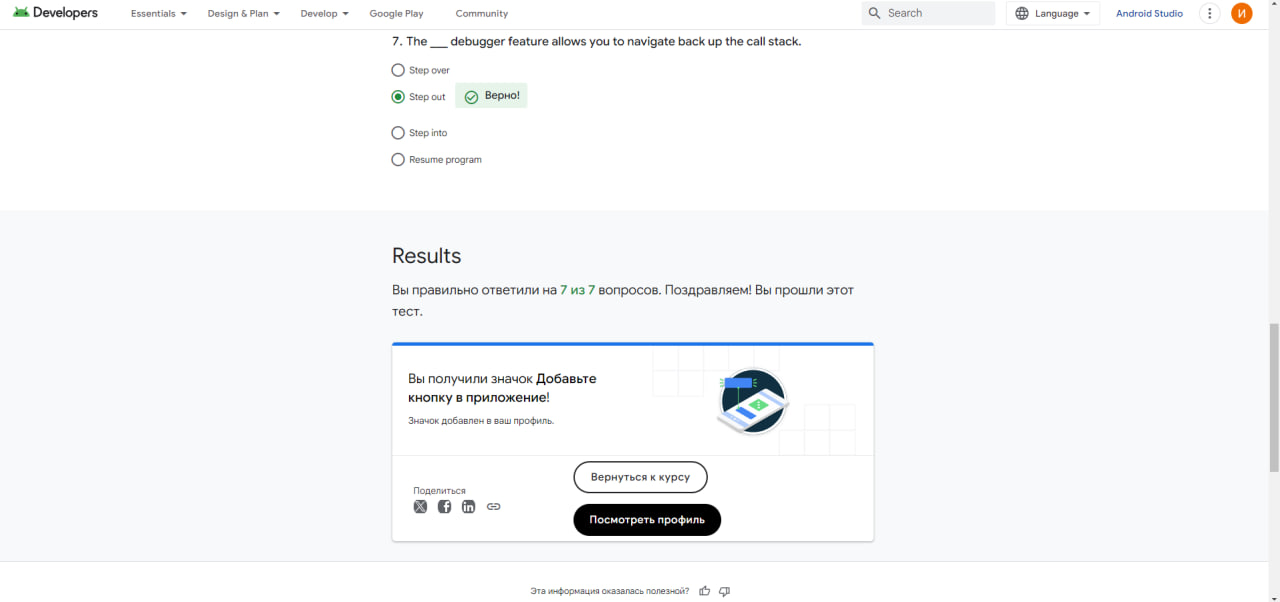 Developers Essentials Design & Plan Develop Google Play Community Search Language Android Studio И
7. The ___ debugger feature allows you to navigate back up the call stack.
Step over
Step out Верно!
Step into
Resume program
Results
Вы правильно ответили на 7 из 7 вопросов. Поздравляем! Вы прошли этот
тест.
Вы получили значок Добавьте
кнопку в приложение!
Значок добавлен в ваш профиль.
Вернуться к курсу
Поделиться
Посмотреть профиль
Эта информация оказалась полезной?